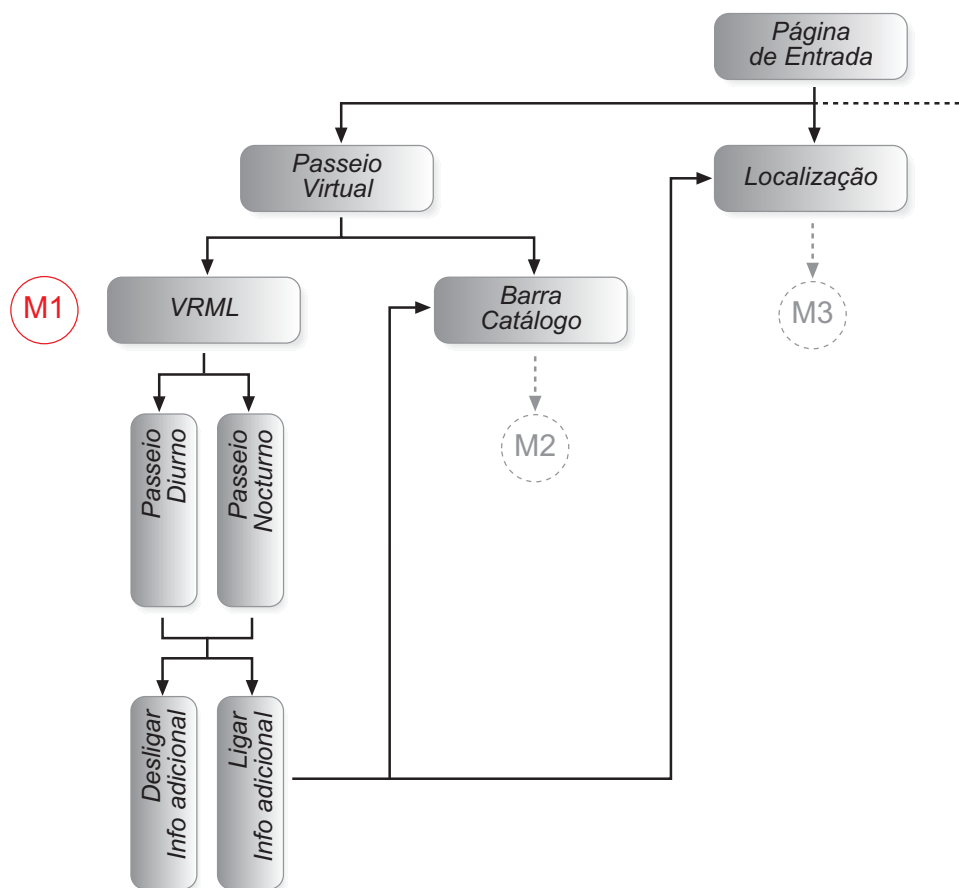 Página
de Entrada
Passeio
Virtual
Localização
M1
VRML
Barra
Catálogo
M3
M2
Passeio
Diurno
Passeio
Nocturno
Desligar
Info adicional
Ligar
Info adicional